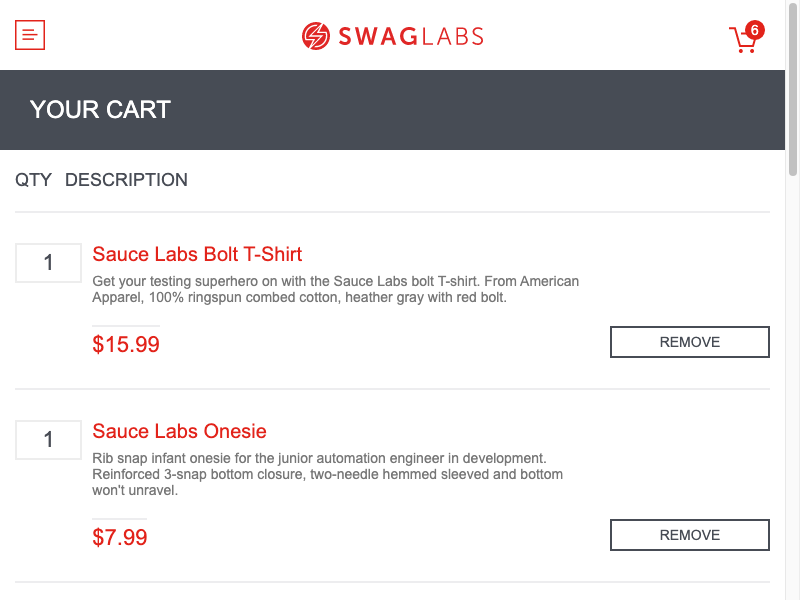 SWAGLABS
6
YOUR CART
QTY DESCRIPTION
1
Sauce Labs Bolt T-Shirt
Get your testing superhero on with the Sauce Labs bolt T-shirt. From American
Apparel, 100% ringspun combed cotton, heather gray with red bolt.
$15.99
REMOVE
1
Sauce Labs Onesie
Rib snap infant onesie for the junior automation engineer in development.
Reinforced 3-snap bottom closure, two-needle hemmed sleeved and bottom
won't unravel.
$7.99
REMOVE